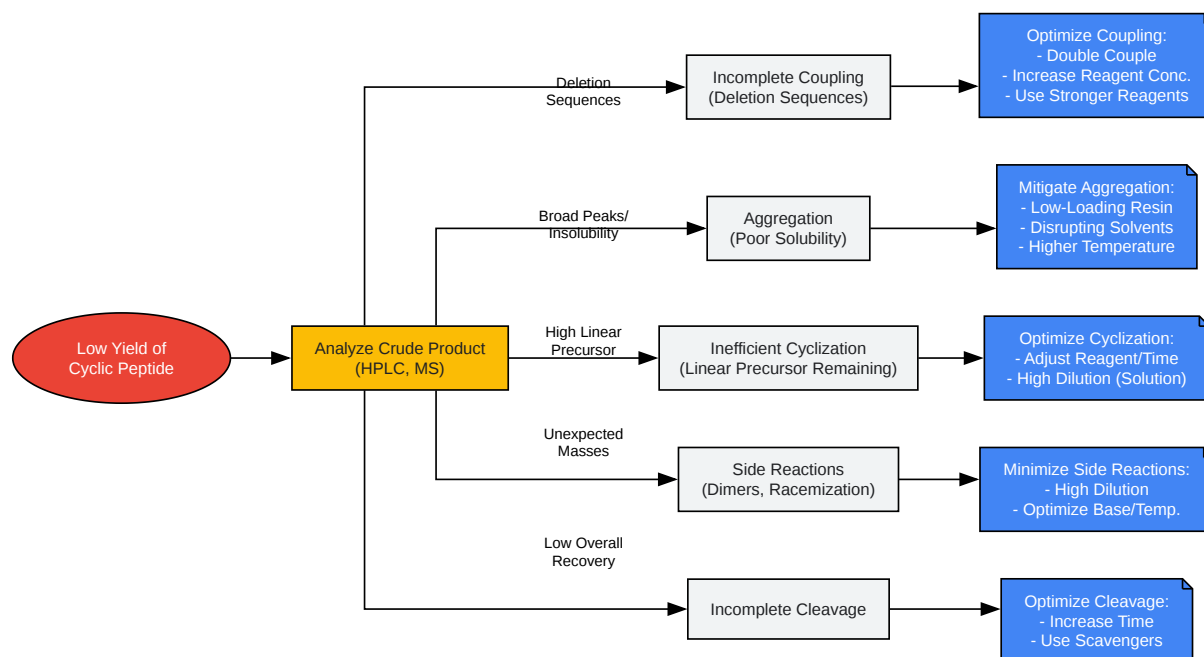 Low Yield of
Cyclic Peptide
Analyze Crude Product
(HPLC, MS)
Deletion
Sequences
Incomplete Coupling
(Deletion Sequences)
Optimize Coupling:
- Double Couple
- Increase Reagent Conc.
- Use Stronger Reagents
Broad Peaks/
Insolubility
Aggregation
(Poor Solubility)
Mitigate Aggregation:
- Low-Loading Resin
- Disrupting Solvents
- Higher Temperature
High Linear
Precursor
Inefficient Cyclization
(Linear Precursor Remaining)
Optimize Cyclization:
- Adjust Reagent/Time
- High Dilution (Solution)
Unexpected
Masses
Side Reactions
(Dimers, Racemization)
Minimize Side Reactions:
- High Dilution
- Optimize Base/Temp.
Low Overall
Recovery
Incomplete Cleavage
Optimize Cleavage:
- Increase Time
- Use Scavengers